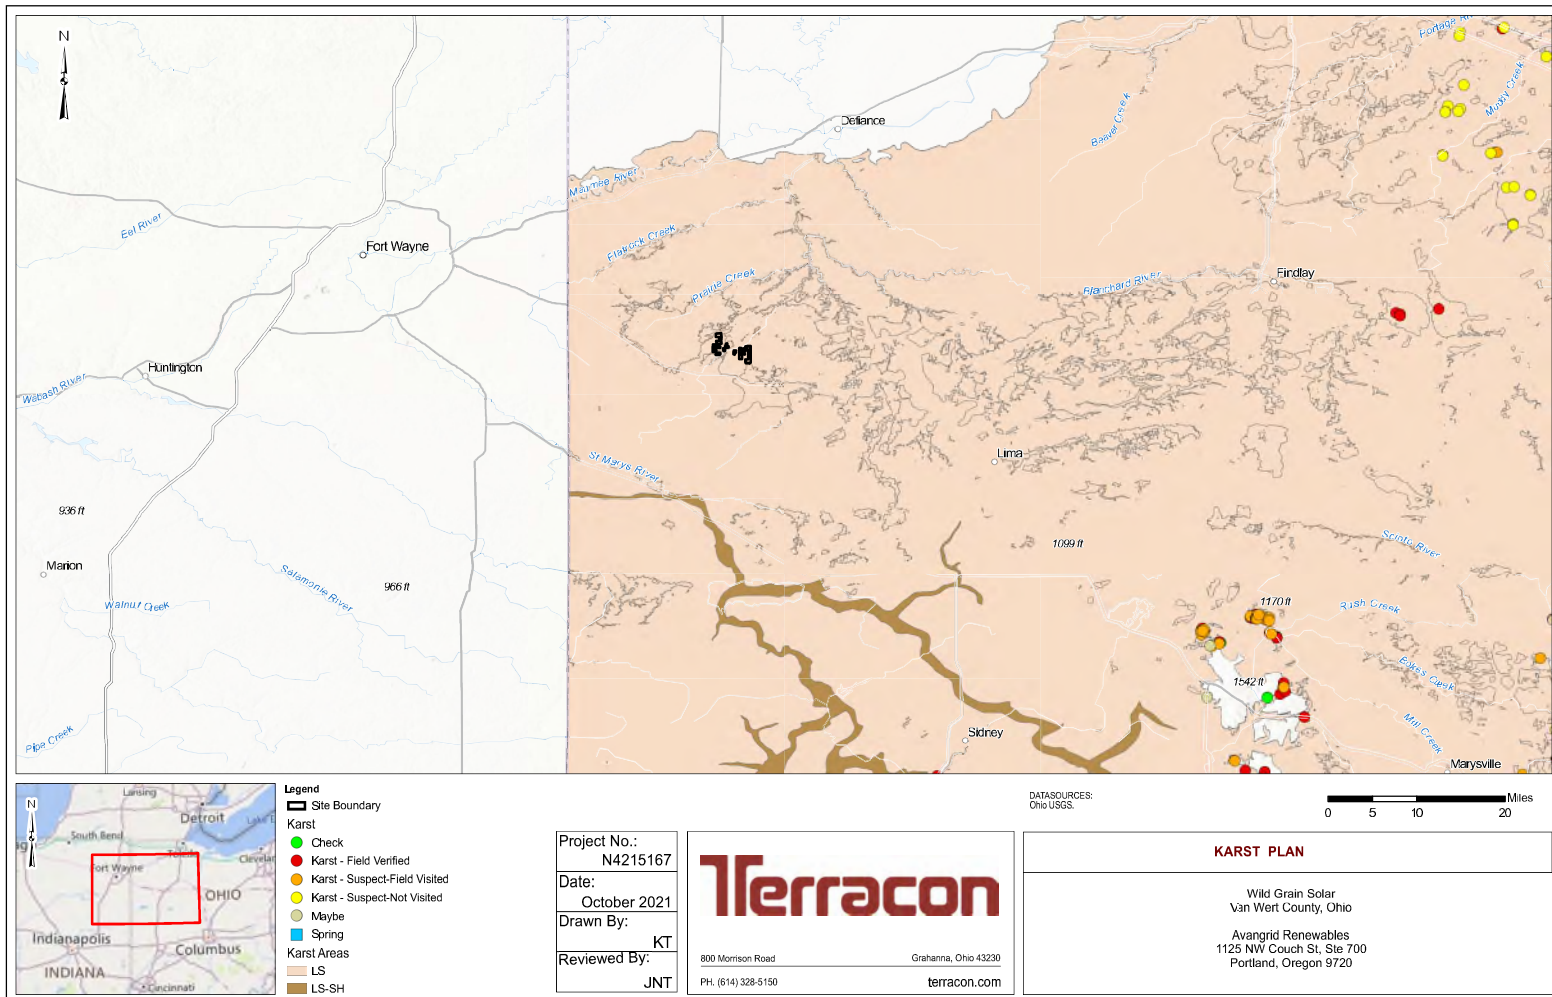 N
Portage Ri
Muddy Creek
Beaver Creek
Defiance
Maumee River
Eel River
Fort Wayne
Flatrock Creek
Prairie Creek
Blanchard River
Findlay
Huntington
Wabash River
Lima
St Marys River
936 ft
1099 ft
Scioto River
Marion
966 ft
Salamonie River
Walnut Creek
1170 ft
Rush Creek
Bokes Creek
1542 ft
Mill Creek
Pipe Creek
Sidney
Marysville
N
Lansing
Detroit
Lake E
South Bend
ag
Toledo
Clevelan
Fort Wayne
OHIO
Indianapolis
Columbus
INDIANA
Cincinnati
Legend
Site Boundary
Karst
Check
Karst - Field Verified
Karst - Suspect-Field Visited
Karst - Suspect-Not Visited
Maybe
Spring
Karst Areas
LS
LS-SH
Project No.:
N4215167
Date:
October 2021
Drawn By:
KT
Reviewed By:
JNT
Terracon
800 Morrison Road Grahanna, Ohio 43230
PH. (614) 328-5150 terracon.com
DATASOURCES:
Ohio USGS.
Miles
0 5 10 20
KARST PLAN
Wild Grain Solar
Van Wert County, Ohio
Avangrid Renewables
1125 NW Couch St, Ste 700
Portland, Oregon 9720